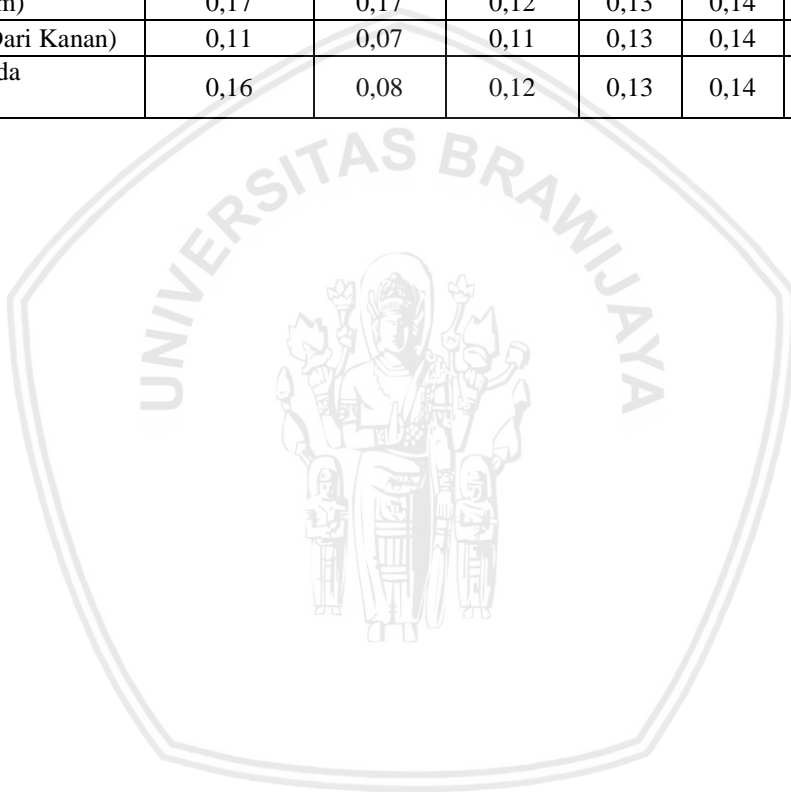 m) 0,17 0,17 0,12 0,13 0,14
Dari Kanan) 0,11 0,07 0,11 0,13 0,14
da 0,16 0,08 0,12 0,13 0,14
UNIVERSITAS BRAWIJAYA